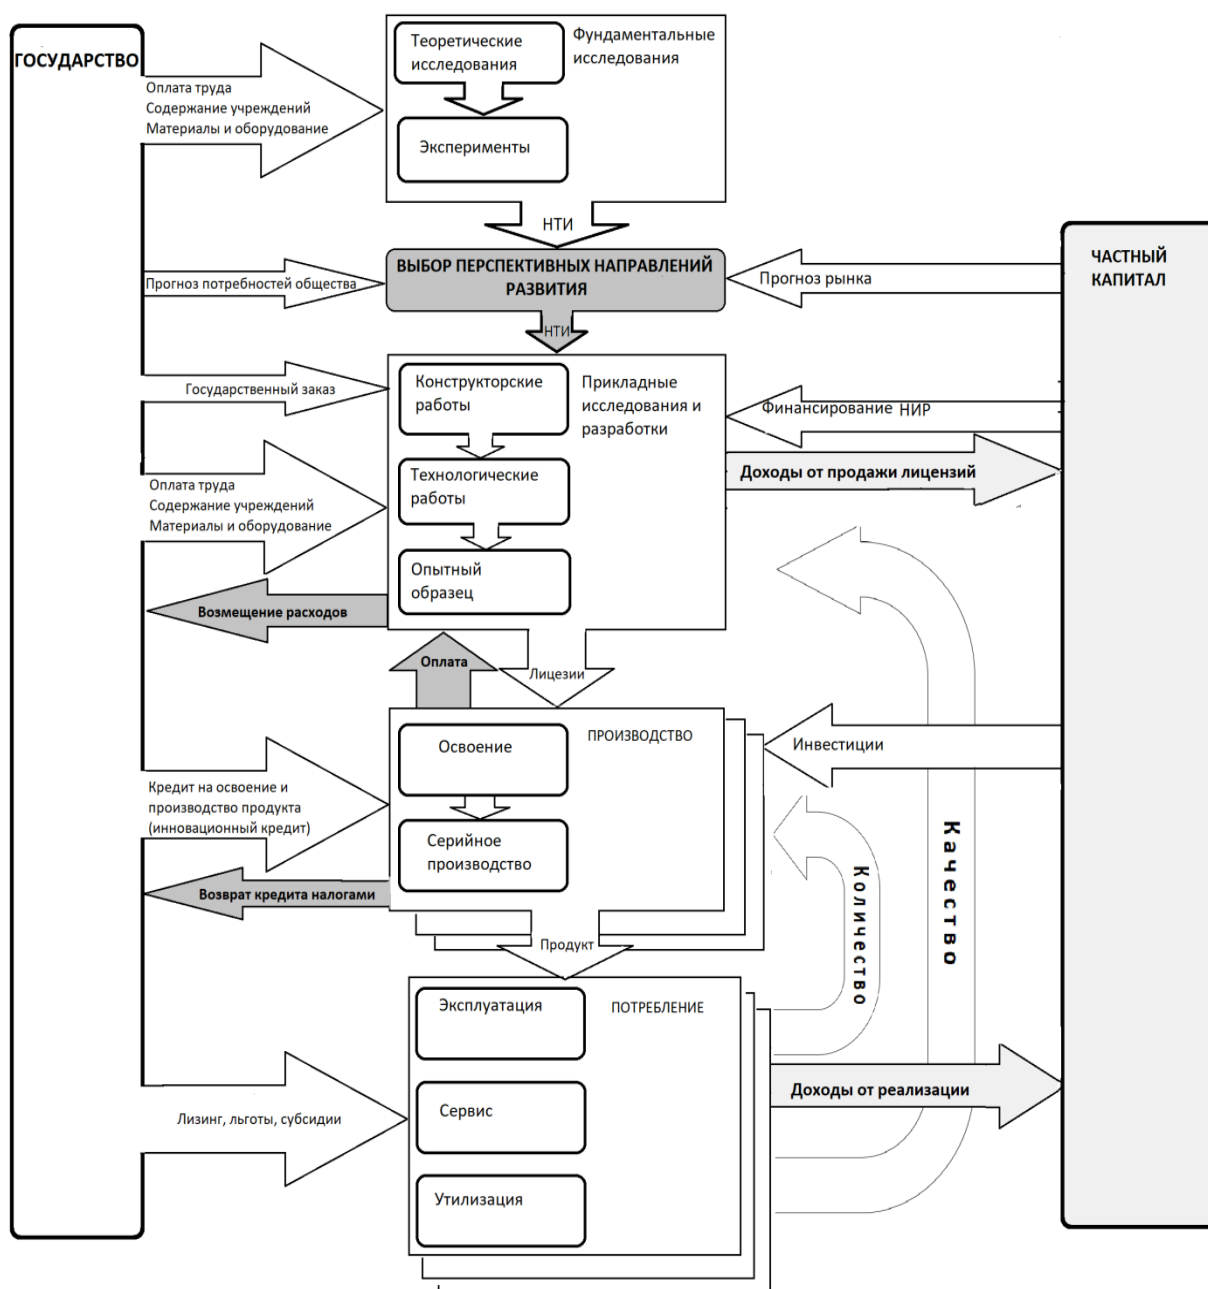 ГОСУДАРСТВО
Теоретические
исследования
Фундаментальные
исследования
Оплата труда
Содержание учреждений
Материалы и оборудование
Эксперименты
НТИ
ВЫБОР ПЕРСПЕКТИВНЫХ НАПРАВЛЕНИЙ
РАЗВИТИЯ
Прогноз потребностей общества
Прогноз рынка
ЧАСТНЫЙ
КАПИТАЛ
НТИ
Государственный заказ
Конструкторские
работы
Прикладные
исследования и
разработки
Финансирование НИР
Доходы от продажи лицензий
Технологические
работы
Оплата труда
Содержание учреждений
Материалы и оборудование
Опытный
образец
Возмещение расходов
Оплата
Лицезии
Освоение
ПРОИЗВОДСТВО
Инвестиции
Кредит на освоение и
производство продукта
(инновационный кредит)
Серийное
производство
Возврат кредита налогами
Количество
Качество
Продукт
Эксплуатация
ПОТРЕБЛЕНИЕ
Доходы от реализации
Лизинг, льготы, субсидии
Сервис
Утилизация